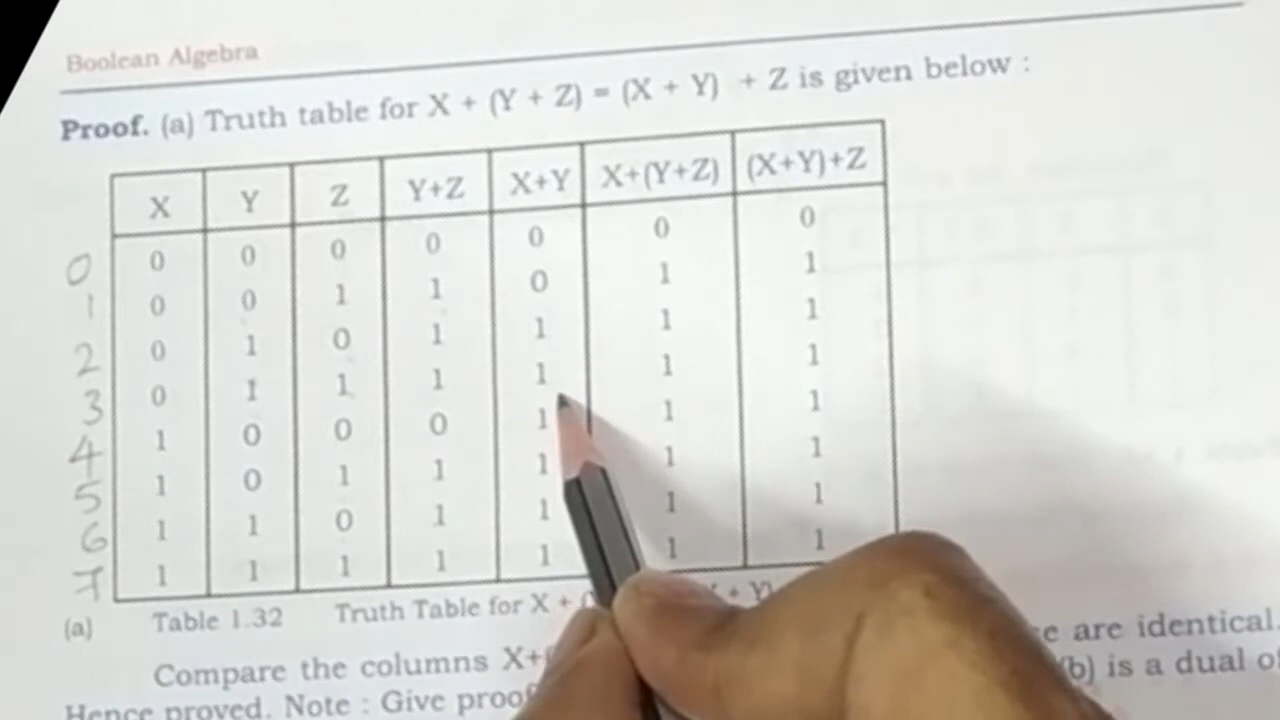 Boolean Algebra
Proof. (a) Truth table for X + (Y + Z) = (X + Y) + Z is given below :
X Y Z Y+Z X+Y X+(Y+Z) (X+Y)+Z
0 0 0 0 0 0 0 0
1 0 0 1 1 0 1 1
2 0 1 0 1 1 1 1
3 0 1 1 1 1 1 1
4 1 0 0 0 1 1 1
5 1 0 1 1 1 1 1
6 1 1 0 1 1 1 1
7 1 1 1 1 1 1 1
(a) Table 1.32 Truth Table for X + ( + Y)
Compare the columns X+ are identical.
Hence proved. Note : Give proof (b) is a dual of